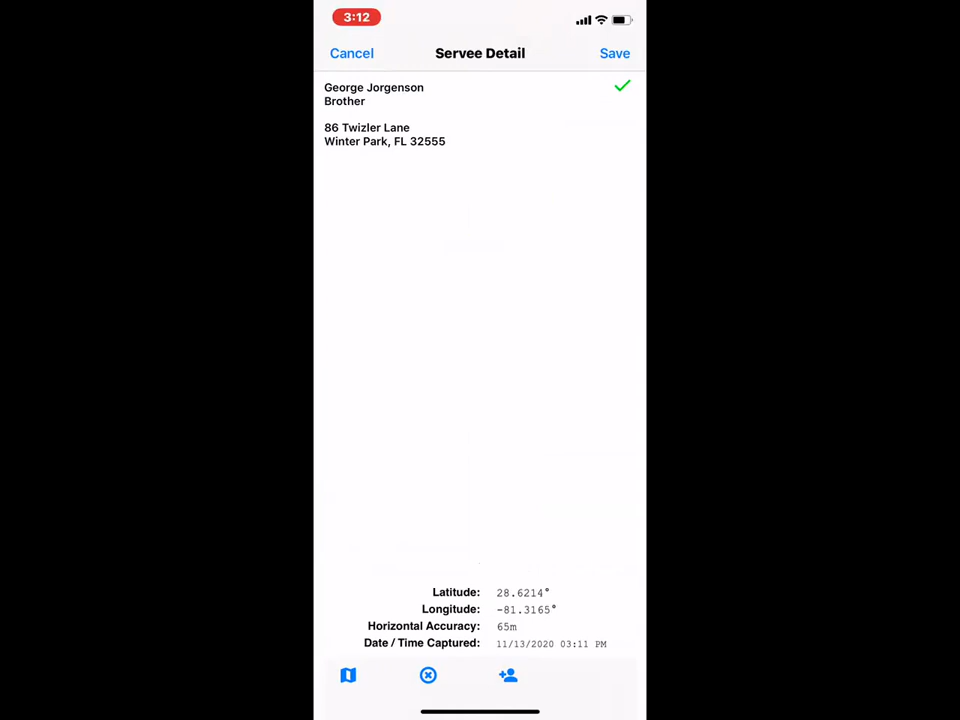 3:12
Cancel Servee Detail Save
George Jorgenson
Brother
86 Twizler Lane
Winter Park, FL 32555
Latitude: 28.6214°
Longitude: -81.3165°
Horizontal Accuracy: 65m
Date / Time Captured: 11/13/2020 03:11 PM